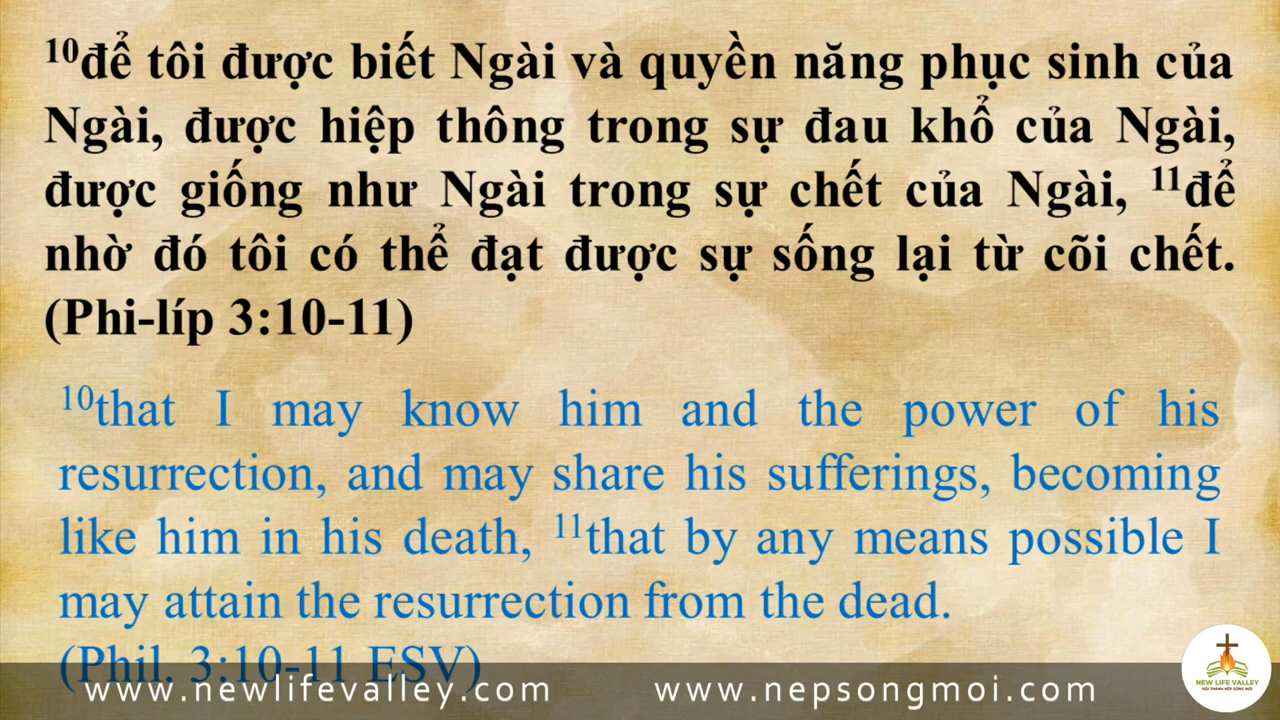 ¹⁰để tôi được biết Ngài và quyền năng phục sinh của
Ngài, được hiệp thông trong sự đau khổ của Ngài,
được giống như Ngài trong sự chết của Ngài, ¹¹để
nhờ đó tôi có thể đạt được sự sống lại từ cõi chết.
(Phi-líp 3:10-11)
¹⁰that I may know him and the power of his
resurrection, and may share his sufferings, becoming
like him in his death, ¹¹that by any means possible I
may attain the resurrection from the dead.
(Phil. 3:10-11 ESV)
www.newlifevalley.com www.nepsongmoi.com
NEW LIFE VALLEY
HỘI THÁNH NẾP SỐNG MỚI